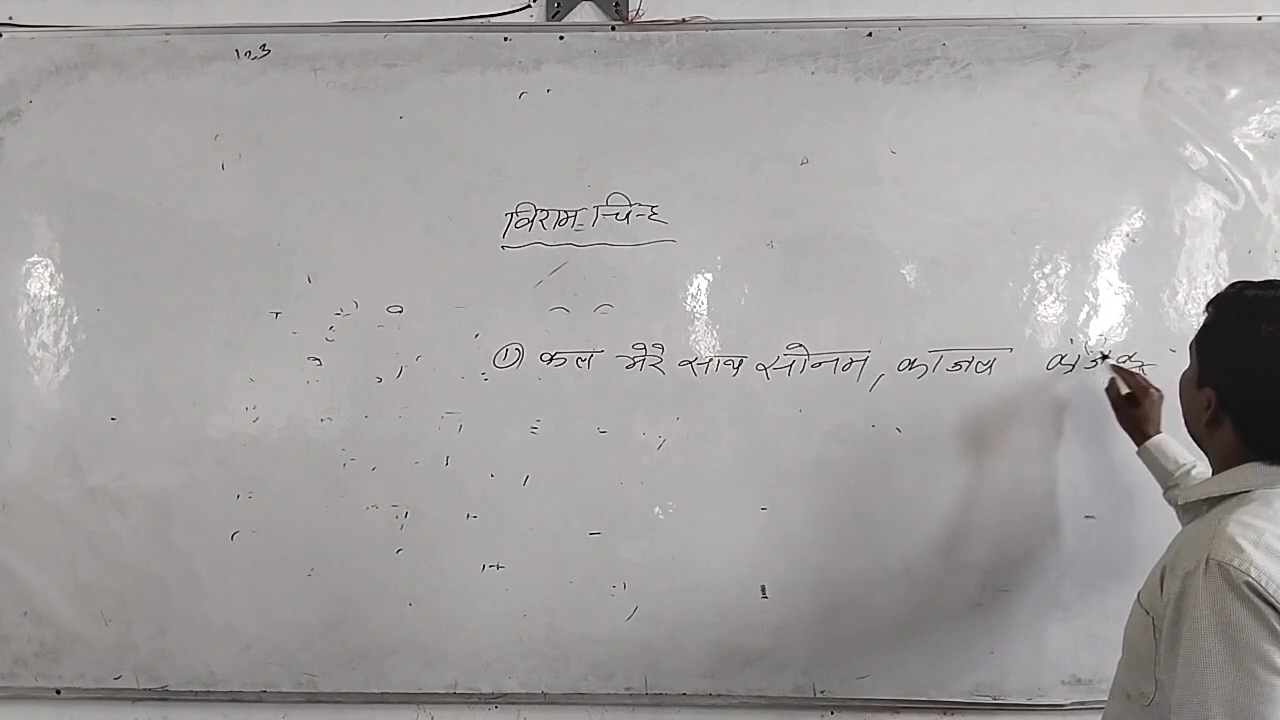 विराम-चिन्ह
① कल मेरे साथ सोनम, काजल